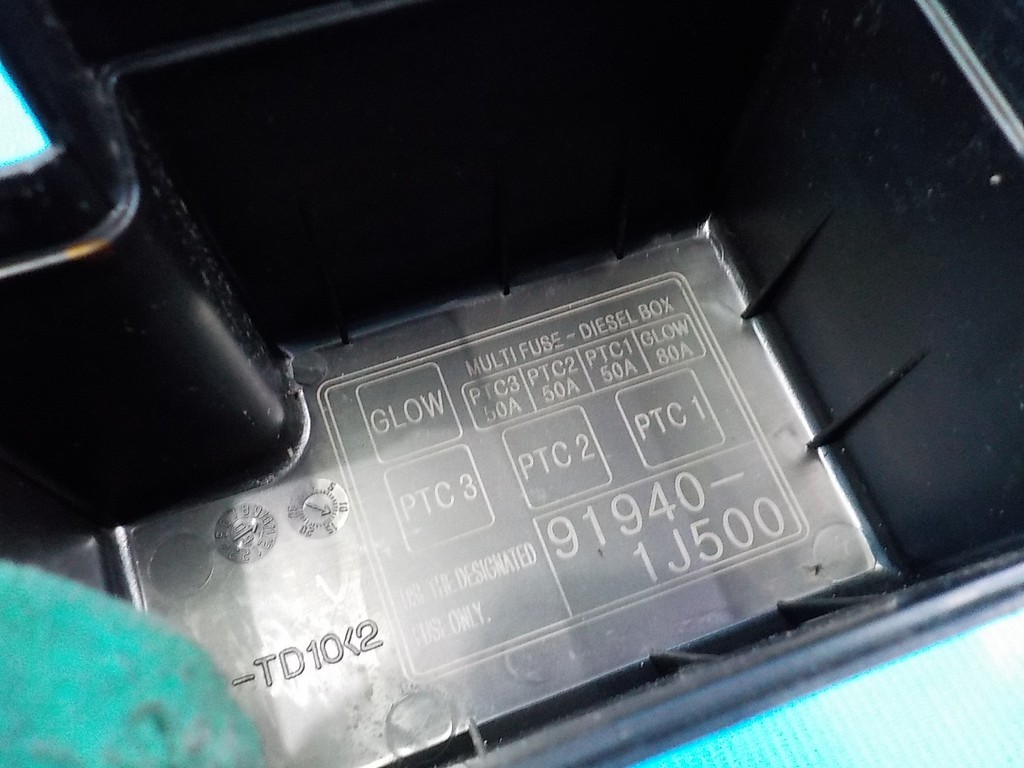 MULTI FUSE - DIESEL BOX
GLOW
PTC3 50A
PTC2 50A
PTC1 50A
GLOW 80A
PTC 3
PTC 2
PTC 1
USE THE DESIGNATED
FUSE ONLY.
91940-
1J500